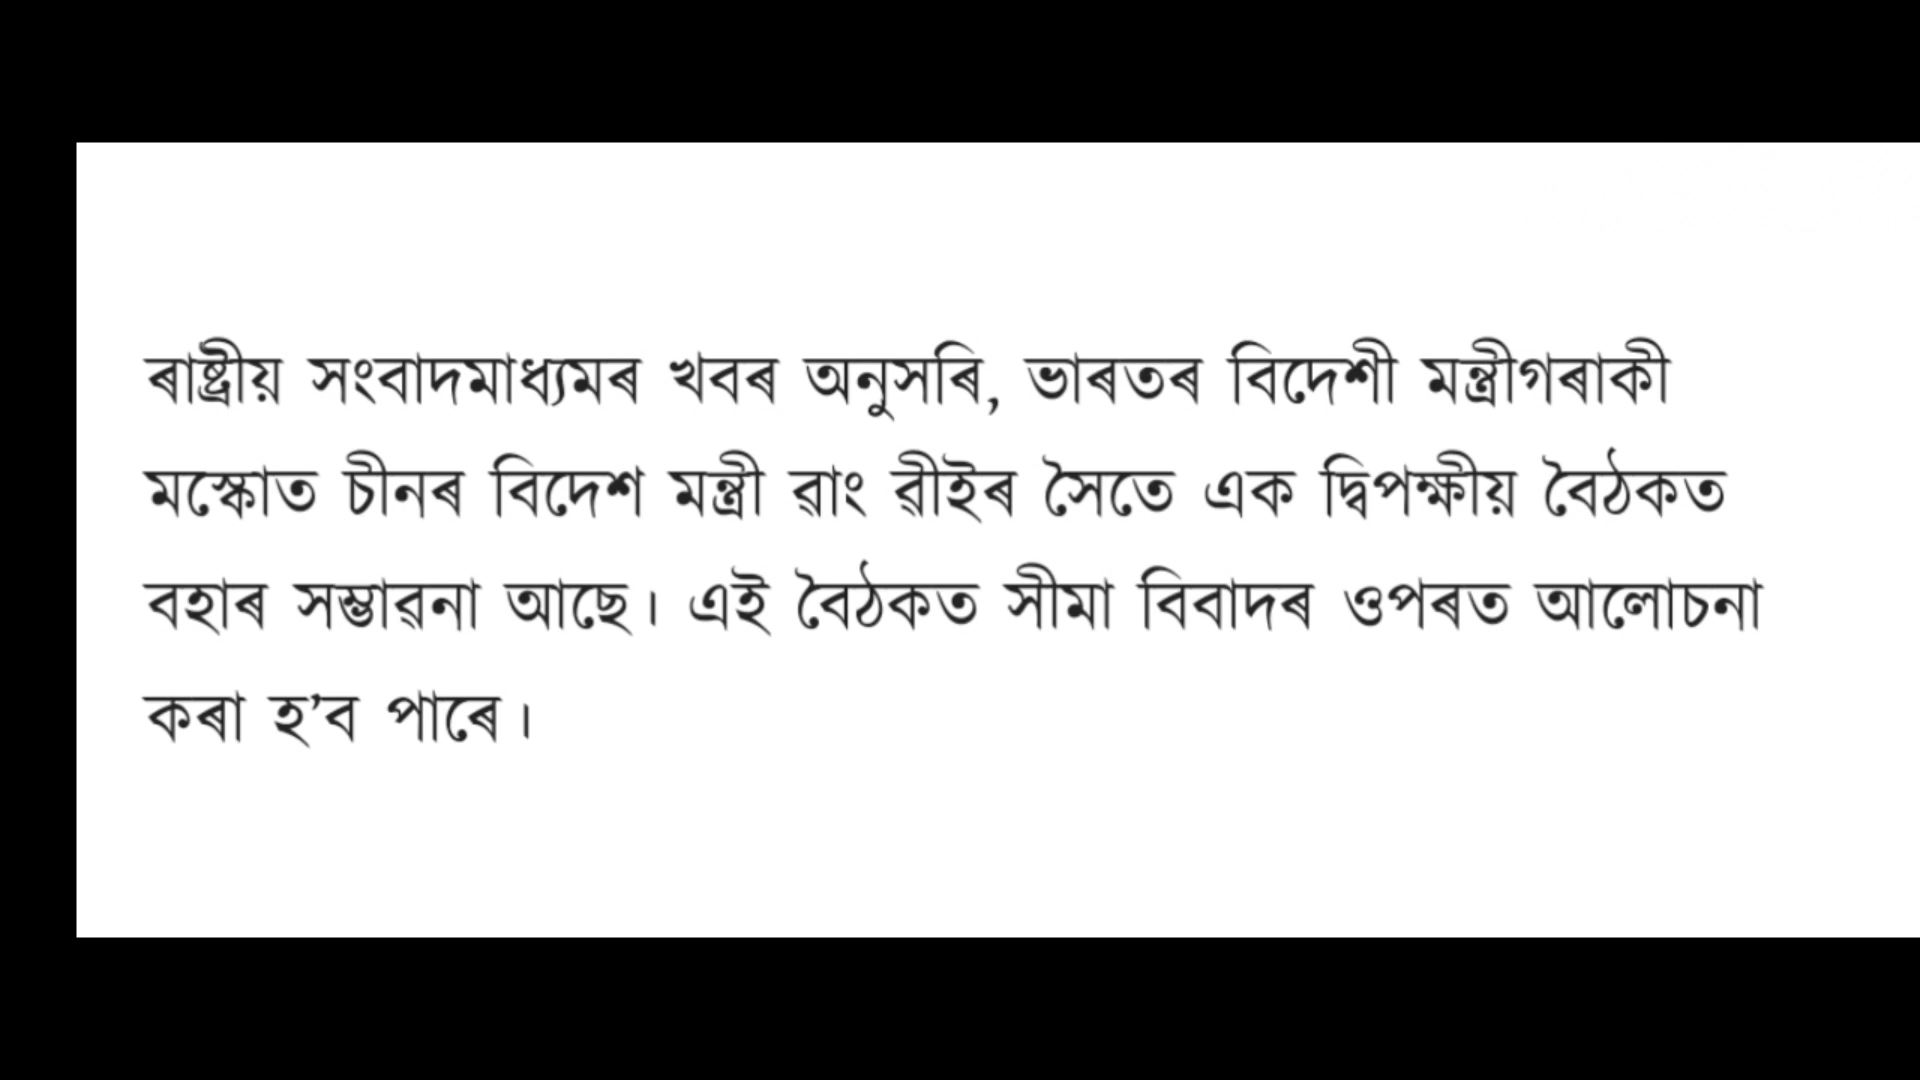 ৰাষ্ট্ৰীয় সংবাদমাধ্যমৰ খবৰ অনুসৰি, ভাৰতৰ বিদেশী মন্ত্ৰীগৰাকী
মস্কোত চীনৰ বিদেশ মন্ত্ৰী ৱাং ৱীইৰ সৈতে এক দ্বিপক্ষীয় বৈঠকত
বহাৰ সম্ভাৱনা আছে। এই বৈঠকত সীমা বিবাদৰ ওপৰত আলোচনা
কৰা হ’ব পাৰে।